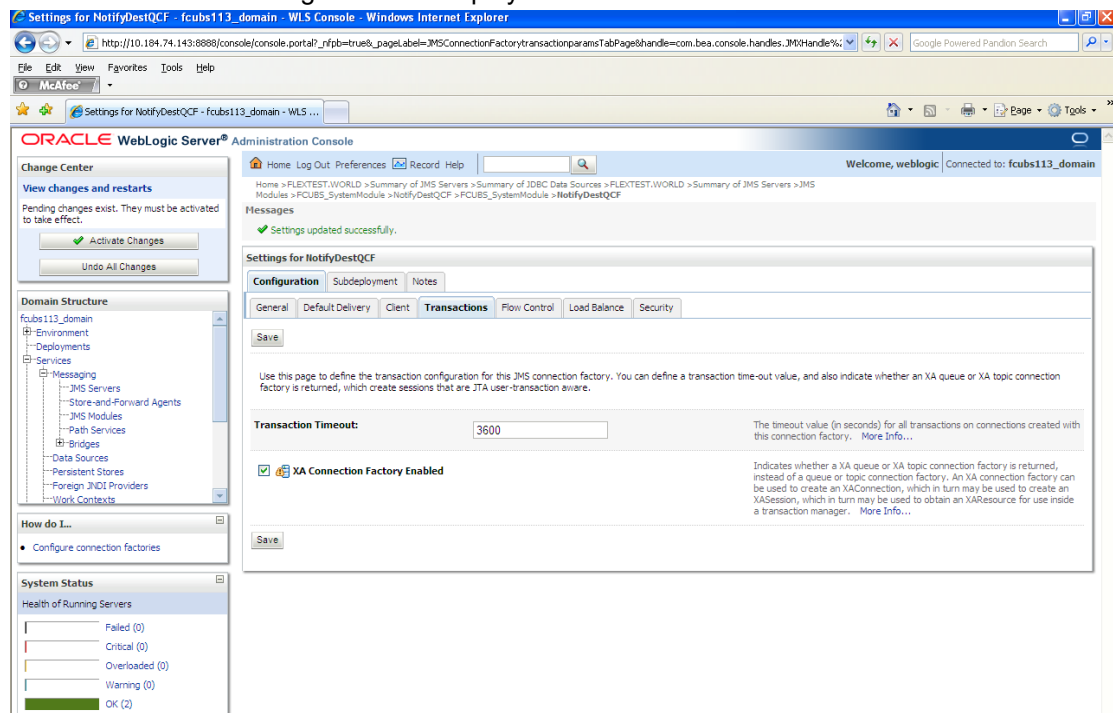 Settings for NotifyDestQCF - fcubs113_domain - WLS Console - Windows Internet Explorer
http://10.184.74.143:8888/console/console.portal?_nfpb=true&_pageLabel=JMSConnectionFactorytransactionparamsTabPage&handle=com.bea.console.handles.JMXHandle%:
Google Powered Pandion Search
File Edit View Favorites Tools Help
McAfee
Settings for NotifyDestQCF - fcubs113_domain - WLS ...
Page Tools
ORACLE WebLogic Server® Administration Console
Change Center
View changes and restarts
Pending changes exist. They must be activated
to take effect.
Activate Changes
Undo All Changes
Domain Structure
fcubs113_domain
Environment
Deployments
Services
Messaging
JMS Servers
Store-and-Forward Agents
JMS Modules
Path Services
Bridges
Data Sources
Persistent Stores
Foreign JNDI Providers
Work Contexts
How do I...
Configure connection factories
System Status
Health of Running Servers
Failed (0)
Critical (0)
Overloaded (0)
Warning (0)
OK (2)
Home Log Out Preferences Record Help
Welcome, weblogic Connected to: fcubs113_domain
Home >FLEXTEST.WORLD >Summary of JMS Servers >Summary of JDBC Data Sources >FLEXTEST.WORLD >Summary of JMS Servers >JMS
Modules >FCUBS_SystemModule >NotifyDestQCF >FCUBS_SystemModule >NotifyDestQCF
Messages
Settings updated successfully.
Settings for NotifyDestQCF
Configuration Subdeployment Notes
General Default Delivery Client Transactions Flow Control Load Balance Security
Save
Use this page to define the transaction configuration for this JMS connection factory. You can define a transaction time-out value, and also indicate whether an XA queue or XA topic connection
factory is returned, which create sessions that are JTA user-transaction aware.
Transaction Timeout:
3600
The timeout value (in seconds) for all transactions on connections created with
this connection factory. More Info...
XA Connection Factory Enabled
Indicates whether a XA queue or XA topic connection factory is returned,
instead of a queue or topic connection factory. An XA connection factory can
be used to create an XAConnection, which in turn may be used to create an
XASession, which in turn may be used to obtain an XAResource for use inside
a transaction manager. More Info...
Save